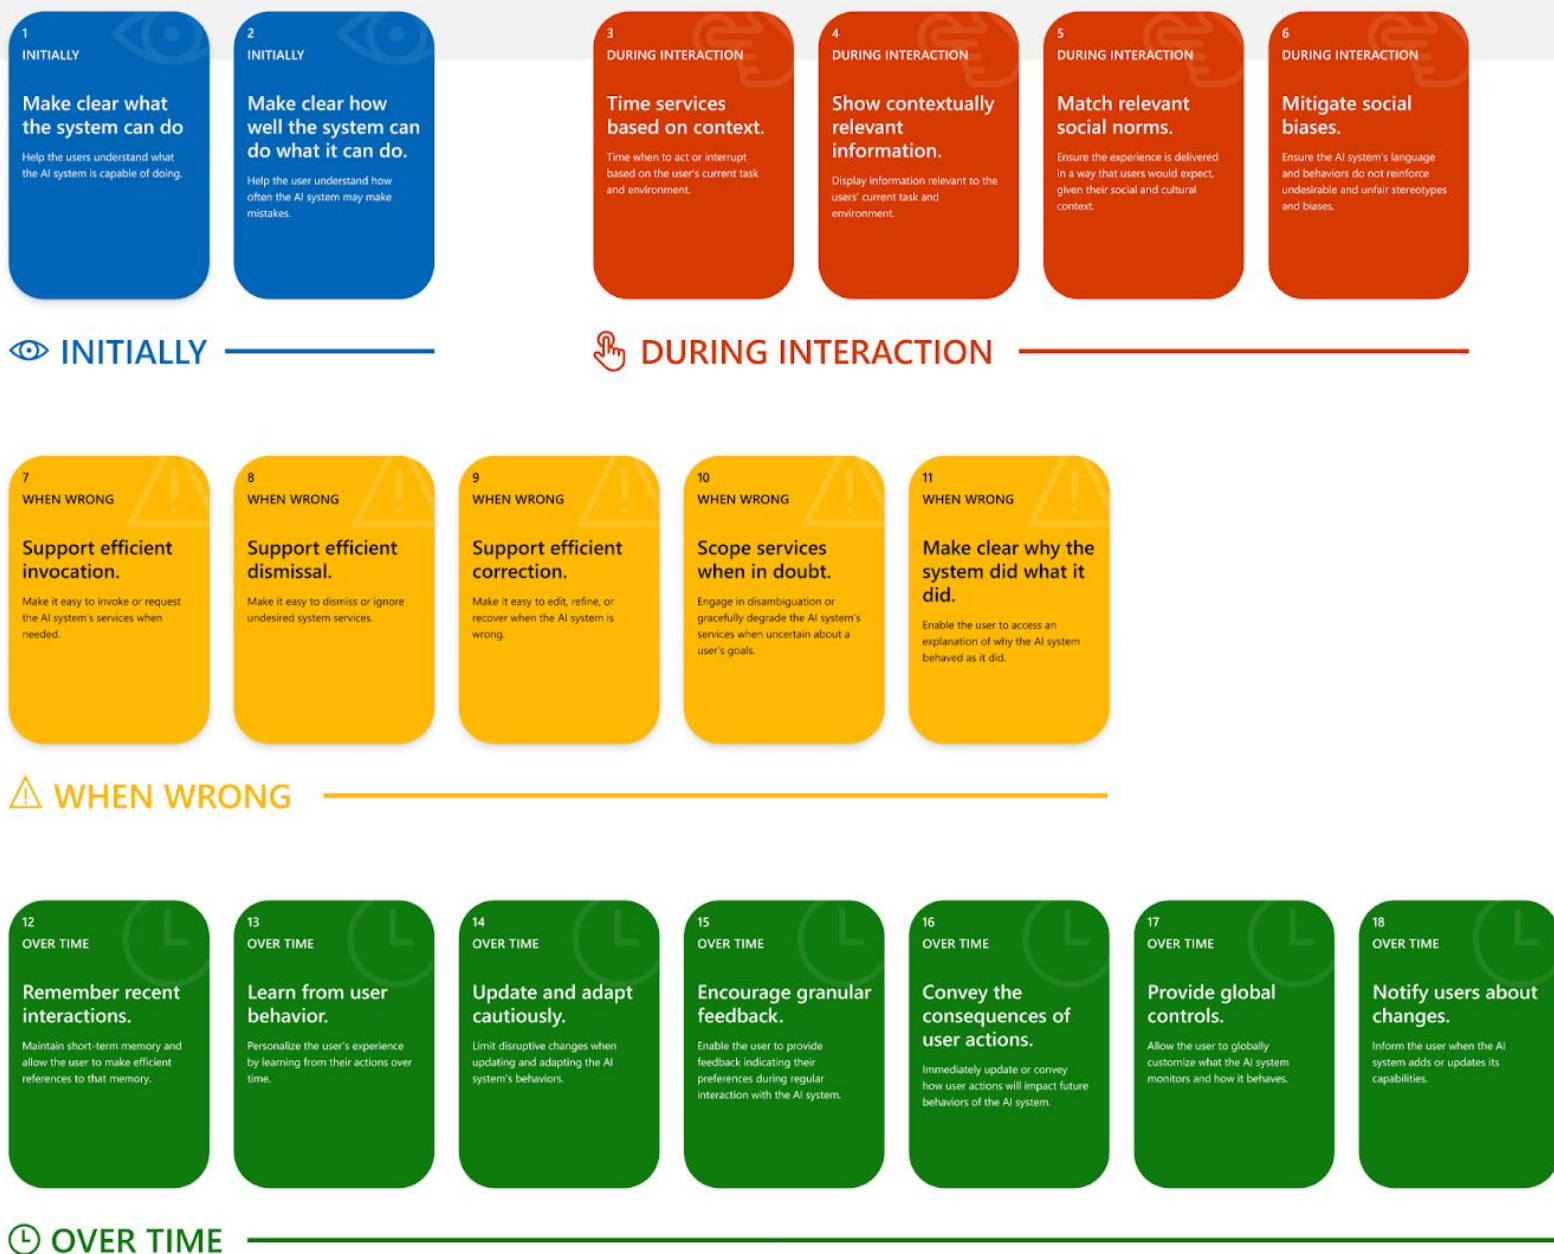 1
INITIALLY
Make clear what
the system can do
Help the users understand what
the AI system is capable of doing.
2
INITIALLY
Make clear how
well the system can
do what it can do.
Help the user understand how
often the AI system may make
mistakes.
3
DURING INTERACTION
Time services
based on context.
Time when to act or interrupt
based on the user's current task
and environment.
4
DURING INTERACTION
Show contextually
relevant
information.
Display information relevant to the
users' current task and
environment.
5
DURING INTERACTION
Match relevant
social norms.
Ensure the experience is delivered
in a way that users would expect,
given their social and cultural
context.
6
DURING INTERACTION
Mitigate social
biases.
Ensure the AI system's language
and behaviors do not reinforce
undesirable and unfair stereotypes
and biases.
INITIALLY
DURING INTERACTION
7
WHEN WRONG
Support efficient
invocation.
Make it easy to invoke or request
the AI system's services when
needed.
8
WHEN WRONG
Support efficient
dismissal.
Make it easy to dismiss or ignore
undesired system services.
9
WHEN WRONG
Support efficient
correction.
Make it easy to edit, refine, or
recover when the AI system is
wrong.
10
WHEN WRONG
Scope services
when in doubt.
Engage in disambiguation or
gracefully degrade the AI system's
services when uncertain about a
user's goals.
11
WHEN WRONG
Make clear why the
system did what it
did.
Enable the user to access an
explanation of why the AI system
behaved as it did.
WHEN WRONG
12
OVER TIME
Remember recent
interactions.
Maintain short-term memory and
allow the user to make efficient
references to that memory.
13
OVER TIME
Learn from user
behavior.
Personalize the user's experience
by learning from their actions over
time.
14
OVER TIME
Update and adapt
cautiously.
Limit disruptive changes when
updating and adapting the AI
system's behaviors.
15
OVER TIME
Encourage granular
feedback.
Enable the user to provide
feedback indicating their
preferences during regular
interaction with the AI system.
16
OVER TIME
Convey the
consequences of
user actions.
Immediately update or convey
how user actions will impact future
behaviors of the AI system.
17
OVER TIME
Provide global
controls.
Allow the user to globally
customize what the AI system
monitors and how it behaves.
18
OVER TIME
Notify users about
changes.
Inform the user when the AI
system adds or updates its
capabilities.
OVER TIME